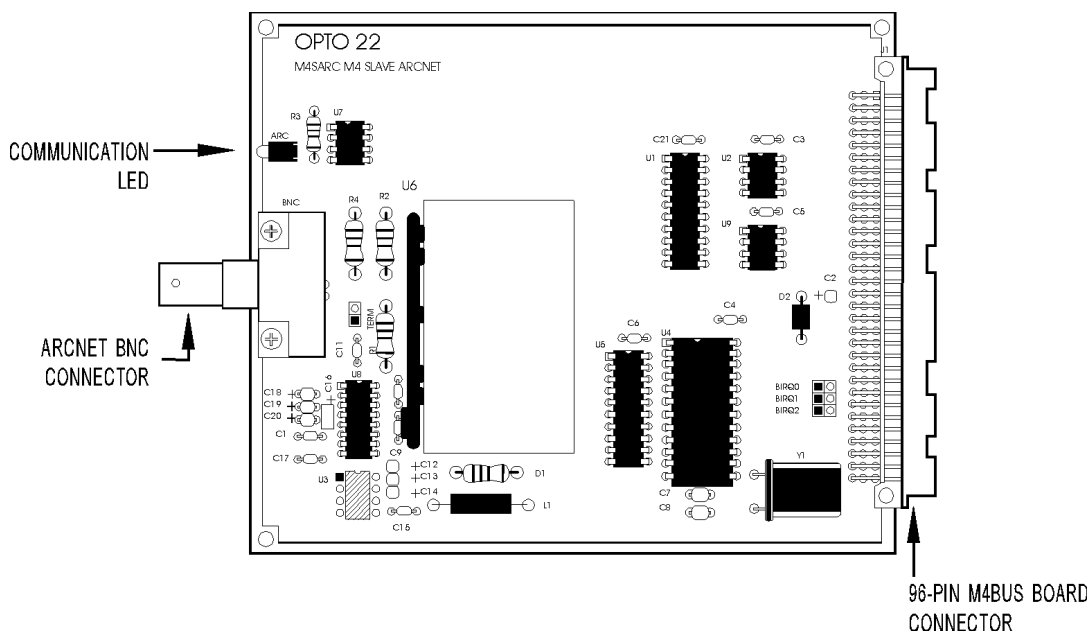 OPTO 22
M4SARC M4 SLAVE ARCNET
J1
R3
U7
ARC
COMMUNICATION
LED
C21
C3
U1
U2
C5
U9
BNC
R4
R2
U6
C2
D2
+
C4
TERM
R1
C11
C6
U4
U5
ARCNET BNC
CONNECTOR
U8
C16
+
C18 +
C19 +
C20 +
C1
C17
BIRQ0
BIRQ1
BIRQ2
U3
C9
+C12
+C13
+C14
C15
D1
L1
Y1
C7
C8
96-PIN M4BUS BOARD
CONNECTOR